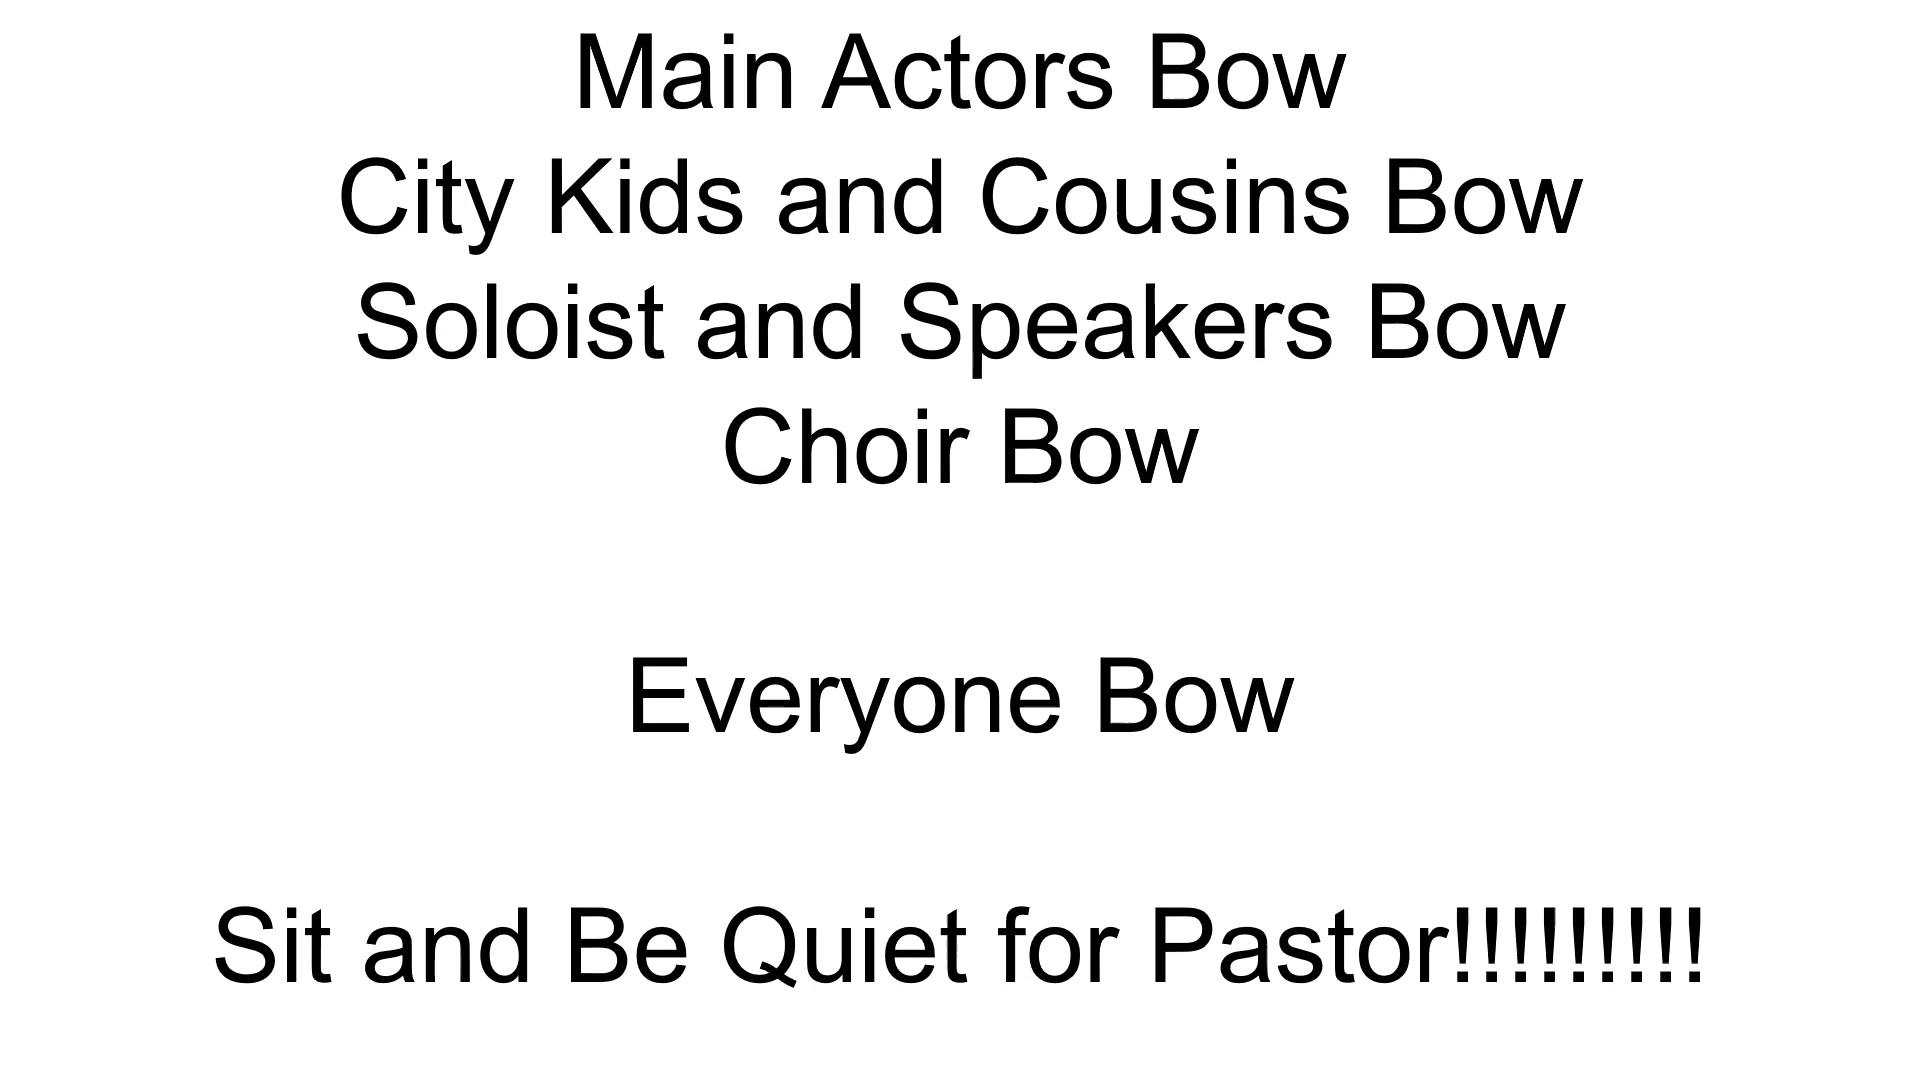 Main Actors Bow
City Kids and Cousins Bow
Soloist and Speakers Bow
Choir Bow
Everyone Bow
Sit and Be Quiet for Pastor!!!!!!!!!